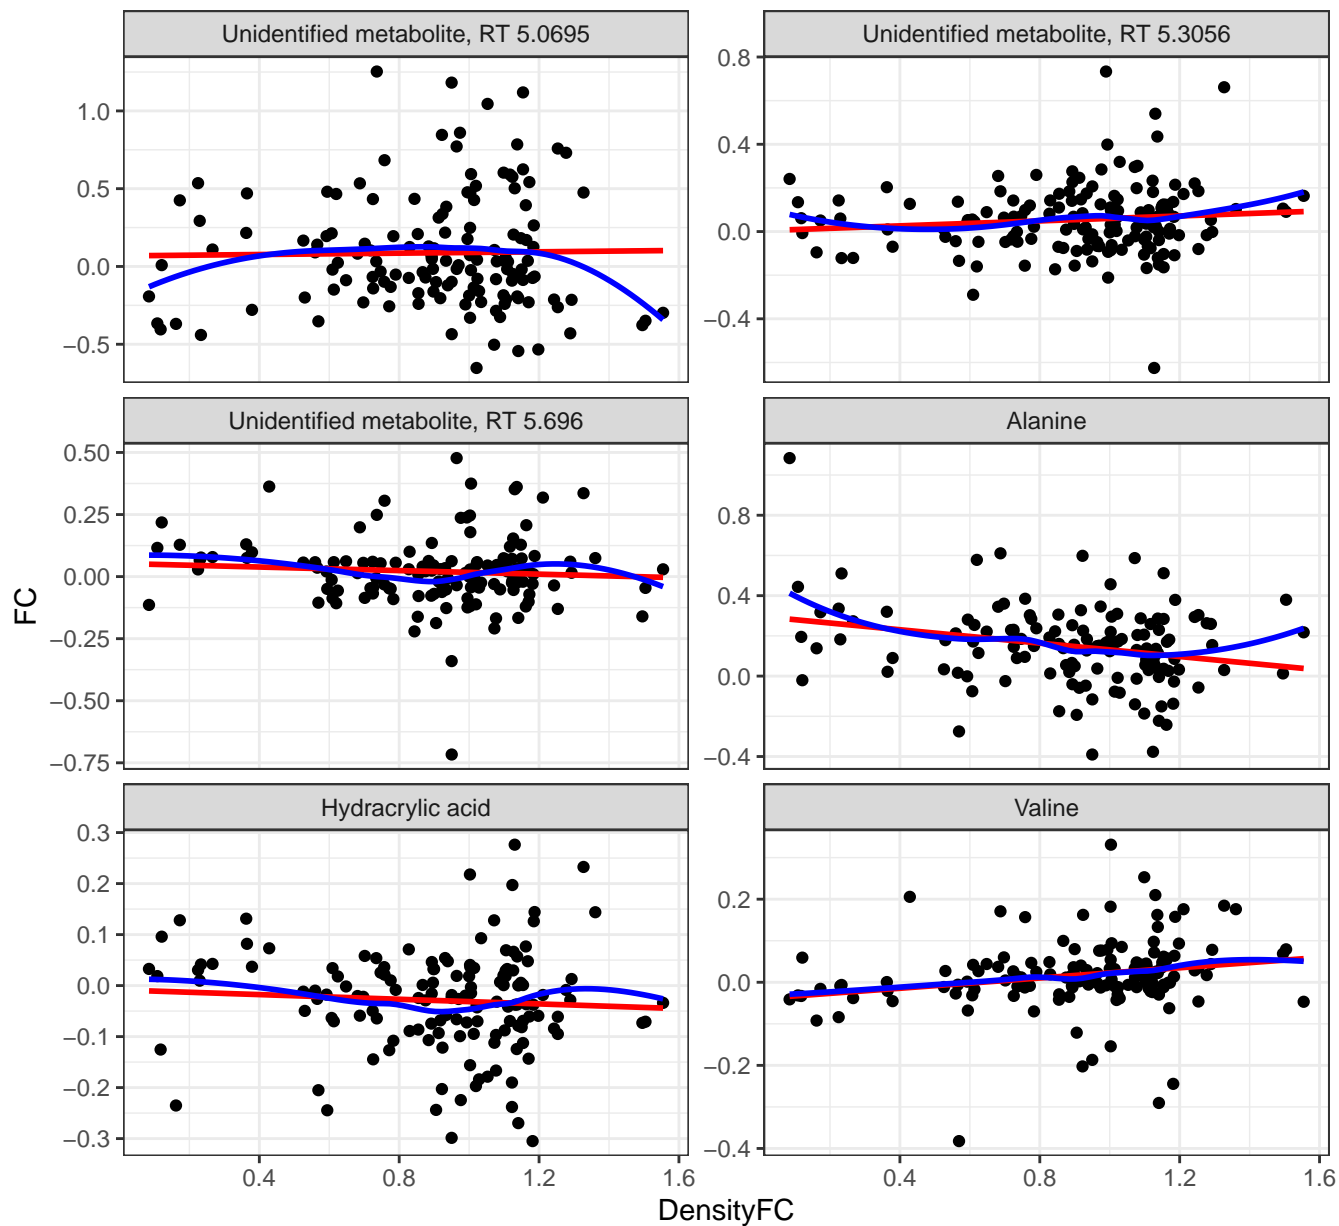 Unidentified metabolite, RT 5.0695
Unidentified metabolite, RT 5.3056
1.0
0.5
0.0
−0.5
0.8
0.4
0.0
−0.4
Unidentified metabolite, RT 5.696
Alanine
0.50
0.25
0.00
−0.25
−0.50
−0.75
0.8
0.4
0.0
−0.4
FC
Hydracrylic acid
Valine
0.3
0.2
0.1
0.0
−0.1
−0.2
−0.3
0.2
0.0
−0.2
−0.4
0.4 0.8 1.2 1.6
0.4 0.8 1.2 1.6
DensityFC